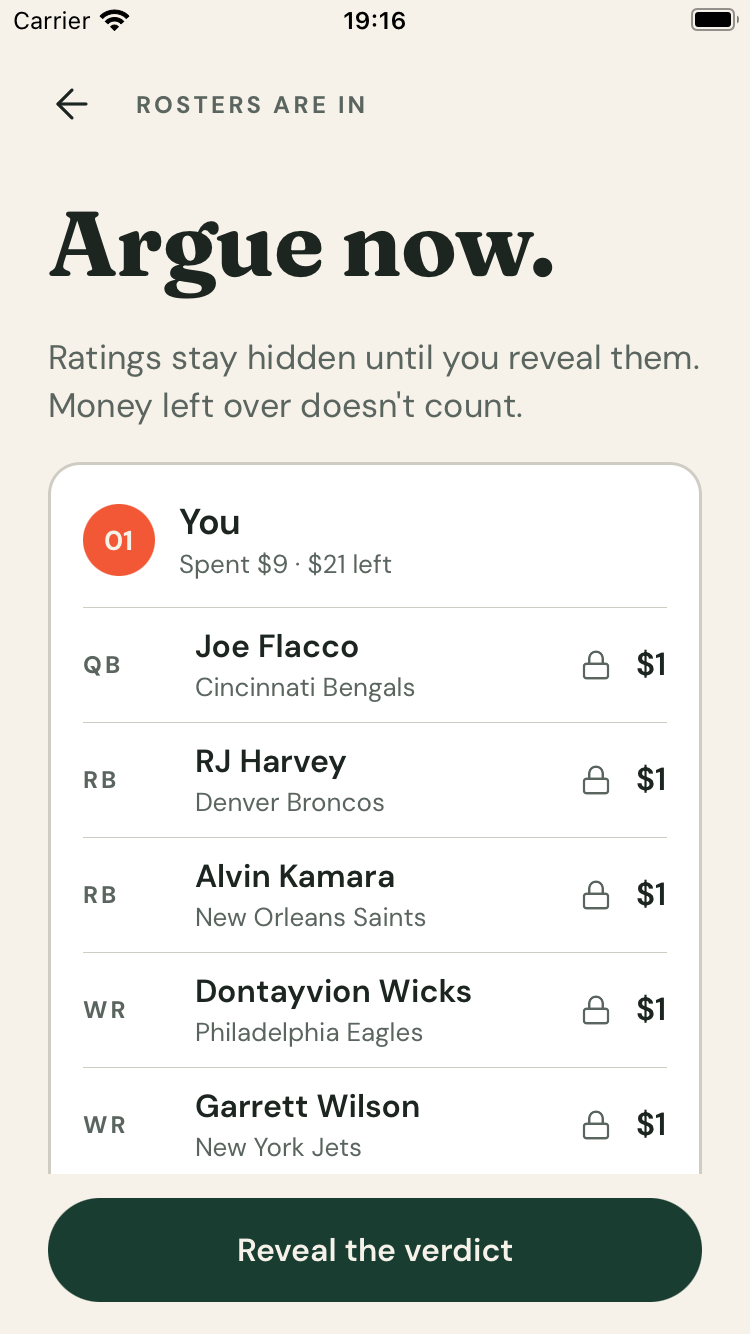 Carrier 19:16
ROSTERS ARE IN
Argue now.
Ratings stay hidden until you reveal them.
Money left over doesn't count.
01 You
Spent $9 · $21 left
QB Joe Flacco $1
Cincinnati Bengals
RB RJ Harvey $1
Denver Broncos
RB Alvin Kamara $1
New Orleans Saints
WR Dontayvion Wicks $1
Philadelphia Eagles
WR Garrett Wilson $1
New York Jets
Reveal the verdict